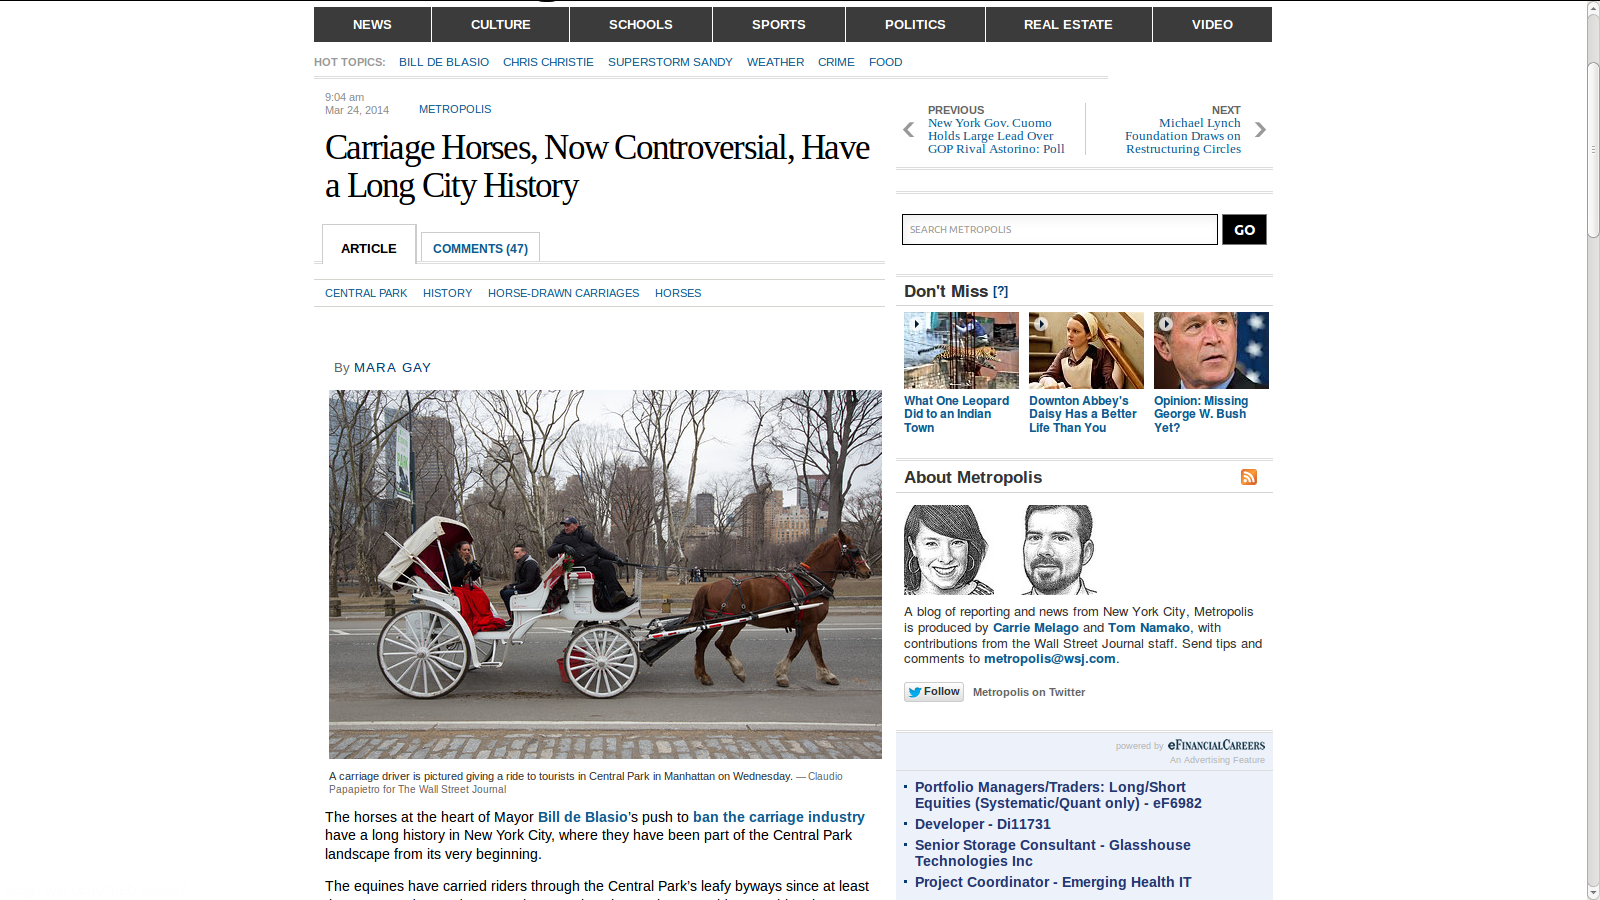 NEWS
CULTURE
SCHOOLS
SPORTS
POLITICS
REAL ESTATE
VIDEO
HOT TOPICS: BILL DE BLASIO CHRIS CHRISTIE SUPERSTORM SANDY WEATHER CRIME FOOD
9:04 am
Mar 24, 2014
METROPOLIS
Carriage Horses, Now Controversial, Have
a Long City History
ARTICLE
COMMENTS (47)
CENTRAL PARK HISTORY HORSE-DRAWN CARRIAGES HORSES
By MARA GAY
A carriage driver is pictured giving a ride to tourists in Central Park in Manhattan on Wednesday. — Claudio
Papapietro for The Wall Street Journal
The horses at the heart of Mayor Bill de Blasio's push to ban the carriage industry
have a long history in New York City, where they have been part of the Central Park
landscape from its very beginning.
The equines have carried riders through the Central Park's leafy byways since at least
PREVIOUS
New York Gov. Cuomo
Holds Large Lead Over
GOP Rival Astorino: Poll
NEXT
Michael Lynch
Foundation Draws on
Restructuring Circles
SEARCH METROPOLIS
GO
Don't Miss [?]
What One Leopard
Did to an Indian
Town
Downton Abbey's
Daisy Has a Better
Life Than You
Opinion: Missing
George W. Bush
Yet?
About Metropolis
A blog of reporting and news from New York City, Metropolis
is produced by Carrie Melago and Tom Namako, with
contributions from the Wall Street Journal staff. Send tips and
comments to metropolis@wsj.com.
Follow
Metropolis on Twitter
powered by eFINANCIALCAREERS
An Advertising Feature
Portfolio Managers/Traders: Long/Short
Equities (Systematic/Quant only) - eF6982
Developer - Di11731
Senior Storage Consultant - Glasshouse
Technologies Inc
Project Coordinator - Emerging Health IT